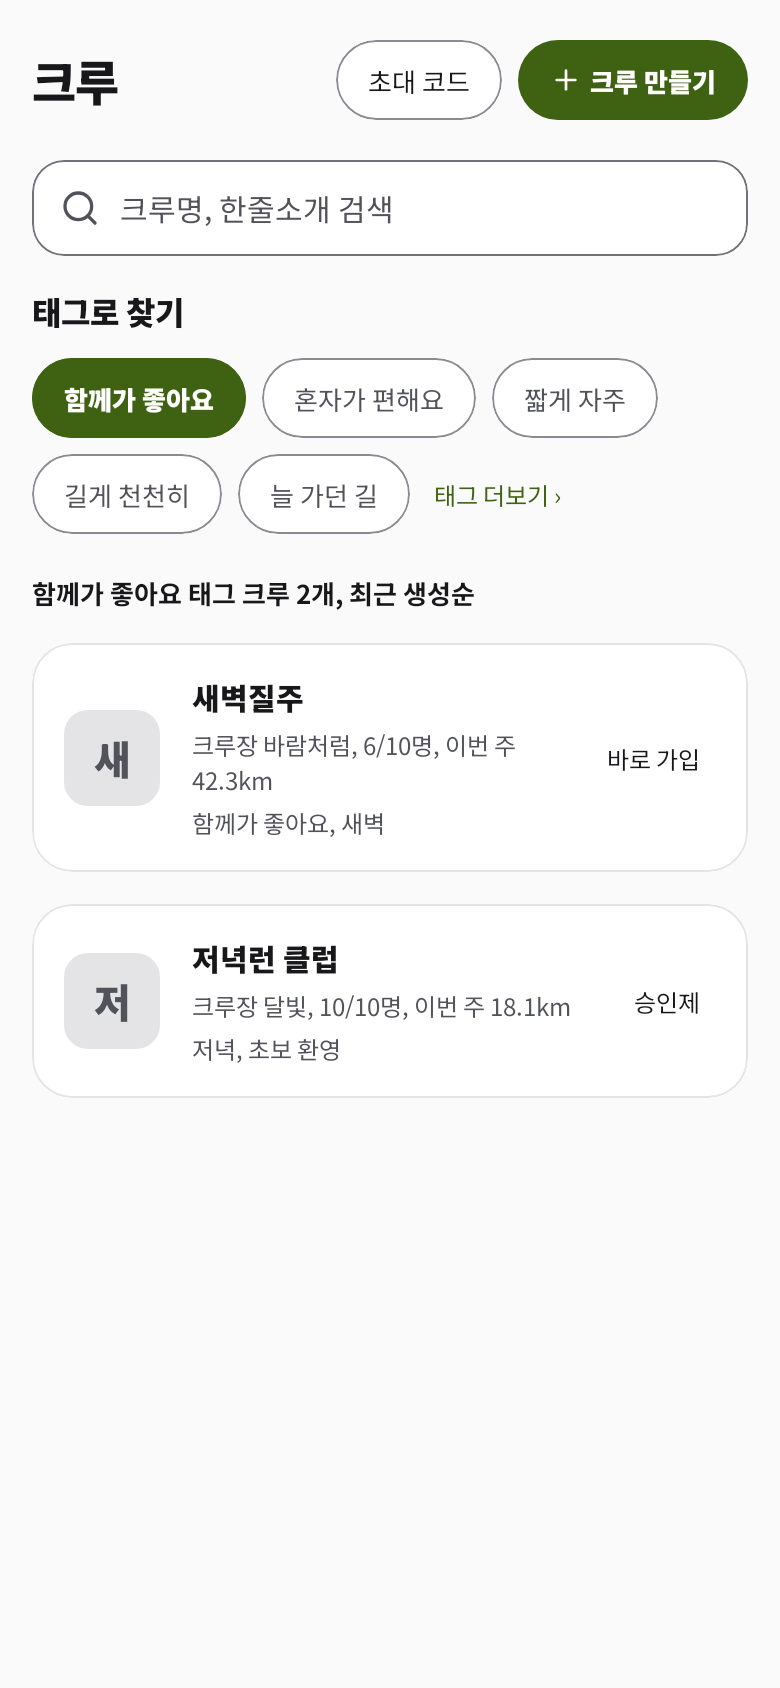 크루
초대 코드
+ 크루 만들기
크루명, 한줄소개 검색
태그로 찾기
함께가 좋아요
혼자가 편해요
짧게 자주
길게 천천히
늘 가던 길
태그 더보기 ›
함께가 좋아요 태그 크루 2개, 최근 생성순
새
새벽질주
크루장 바람처럼, 6/10명, 이번 주
42.3km
함께가 좋아요, 새벽
바로 가입
저
저녁런 클럽
크루장 달빛, 10/10명, 이번 주 18.1km
저녁, 초보 환영
승인제